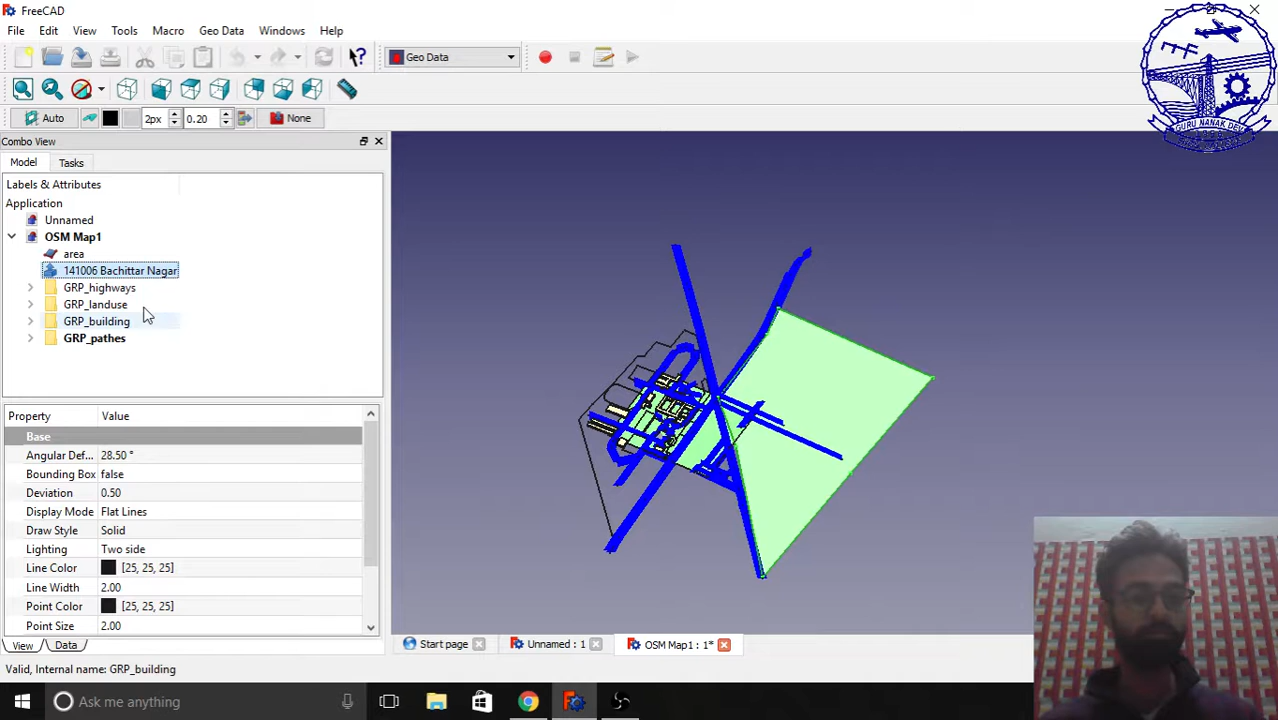 FreeCAD
File Edit View Tools Macro Geo Data Windows Help
Geo Data
Auto 2px 0.20 None
GURU NANAK DEV
1956
Combo View
Model Tasks
Labels & Attributes
Application
Unnamed
OSM Map1
area
141006 Bachittar Nagar
GRP_highways
GRP_landuse
GRP_building
GRP_pathes
Property Value
Base
Angular Def... 28.50 °
Bounding Box false
Deviation 0.50
Display Mode Flat Lines
Draw Style Solid
Lighting Two side
Line Color [25, 25, 25]
Line Width 2.00
Point Color [25, 25, 25]
Point Size 2.00
View Data
Start page Unnamed : 1 OSM Map1 : 1*
Valid, Internal name: GRP_building
Ask me anything